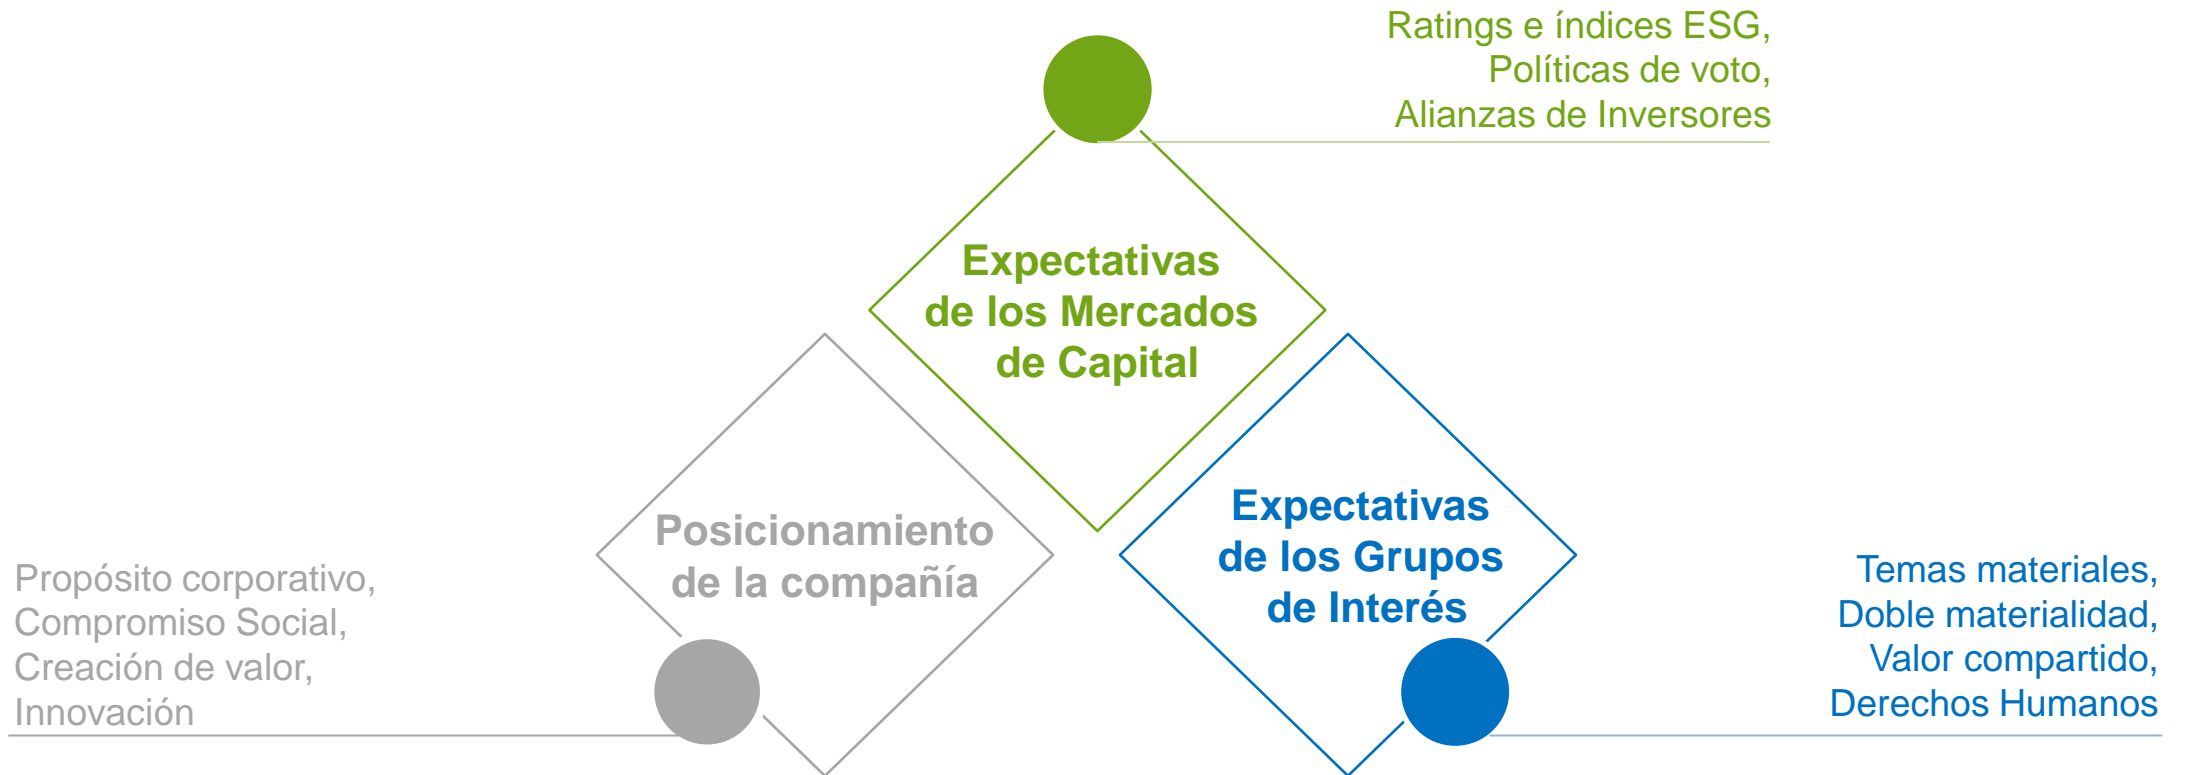 Ratings e índices ESG,
Políticas de voto,
Alianzas de Inversores
Expectativas
de los Mercados
de Capital
Posicionamiento
de la compañía
Propósito corporativo,
Compromiso Social,
Creación de valor,
Innovación
Expectativas
de los Grupos
de Interés
Temas materiales,
Doble materialidad,
Valor compartido,
Derechos Humanos